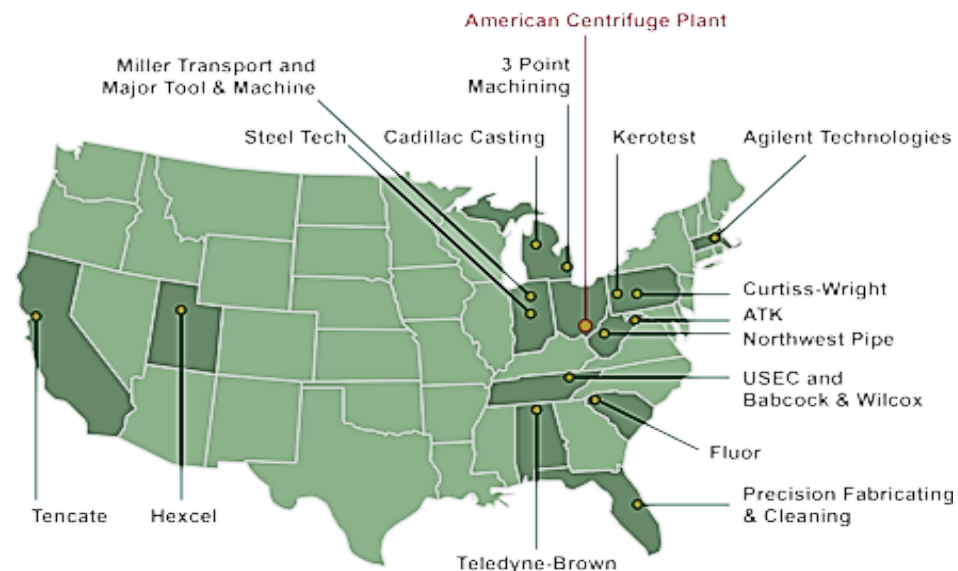 American Centrifuge Plant
Miller Transport and
Major Tool & Machine
3 Point
Machining
Steel Tech
Cadillac Casting
Kerotest
Agilent Technologies
Curtiss-Wright
ATK
Northwest Pipe
USEC and
Babcock & Wilcox
Fluor
Precision Fabricating
& Cleaning
Tencate
Hexcel
Teledyne-Brown